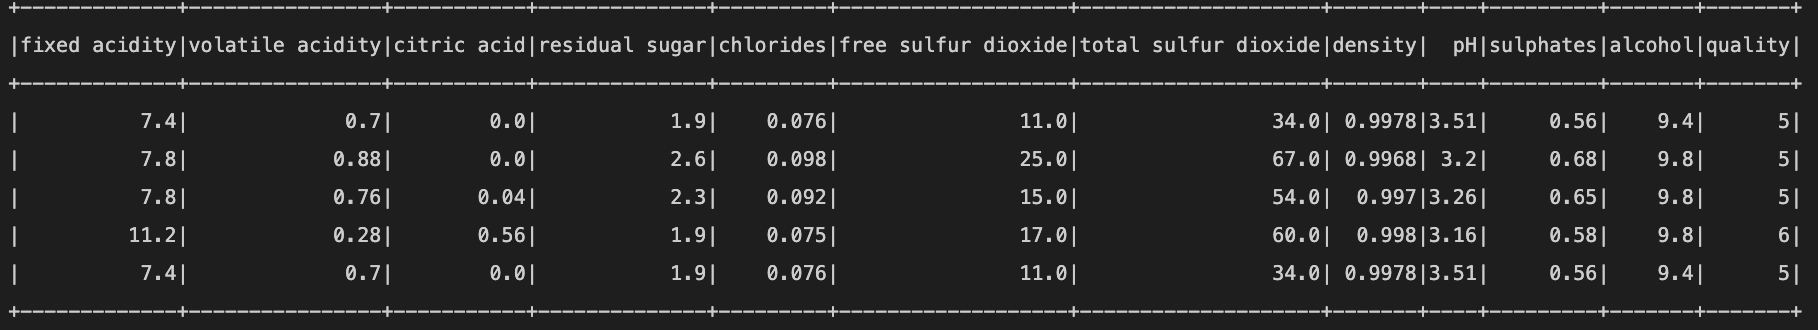 +-------------+----------------+-----------+--------------+---------+-------------------+--------------------+-------+----+---------+-------+-------+
|fixed acidity|volatile acidity|citric acid|residual sugar|chlorides|free sulfur dioxide|total sulfur dioxide|density|  pH|sulphates|alcohol|quality|
+-------------+----------------+-----------+--------------+---------+-------------------+--------------------+-------+----+---------+-------+-------+
|          7.4|             0.7|        0.0|           1.9|    0.076|               11.0|                34.0| 0.9978|3.51|     0.56|    9.4|      5|
|          7.8|            0.88|        0.0|           2.6|    0.098|               25.0|                67.0| 0.9968| 3.2|     0.68|    9.8|      5|
|          7.8|            0.76|       0.04|           2.3|    0.092|               15.0|                54.0|  0.997|3.26|     0.65|    9.8|      5|
|         11.2|            0.28|       0.56|           1.9|    0.075|               17.0|                60.0|  0.998|3.16|     0.58|    9.8|      6|
|          7.4|             0.7|        0.0|           1.9|    0.076|               11.0|                34.0| 0.9978|3.51|     0.56|    9.4|      5|
+-------------+----------------+-----------+--------------+---------+-------------------+--------------------+-------+----+---------+-------+-------+